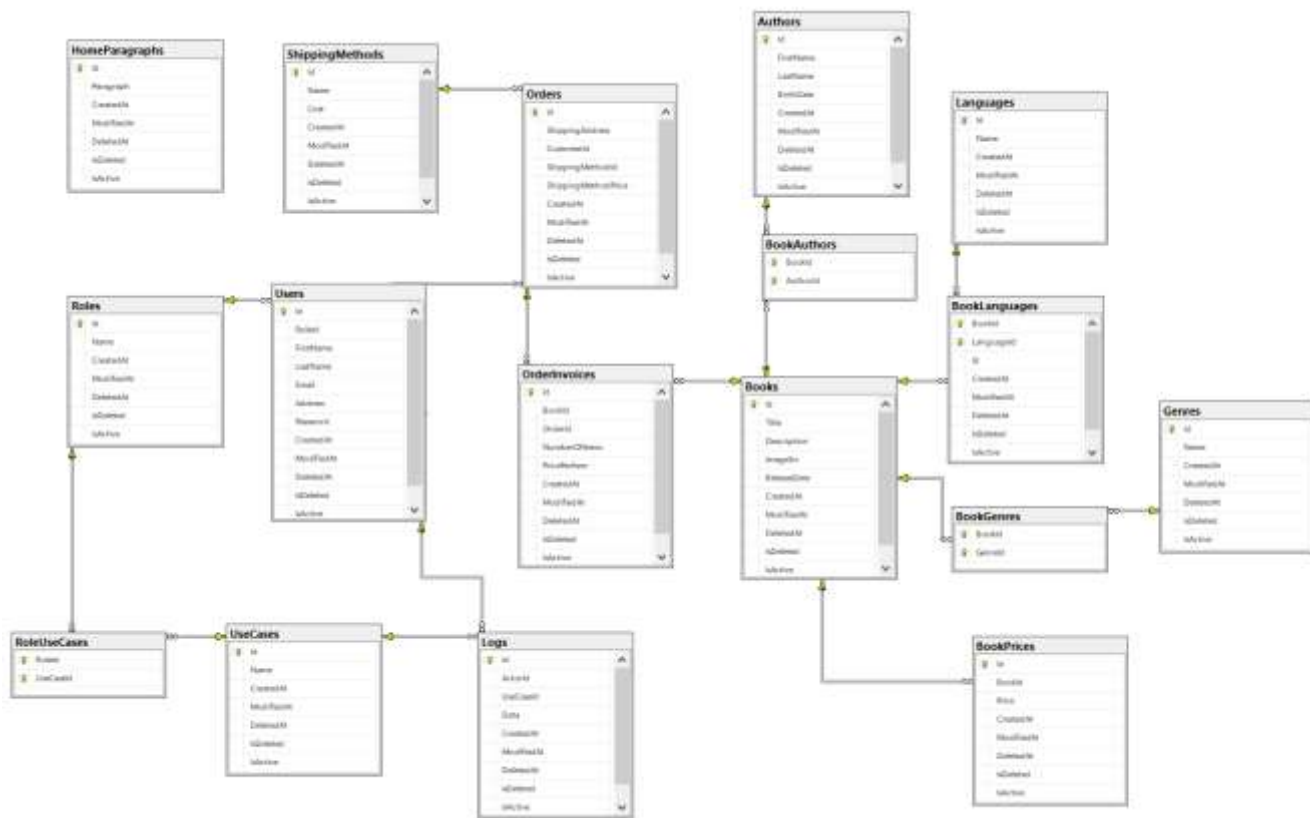 HomeParagraphs
Id
Paragraph
CreatedAt
ModifiedAt
DeletedAt
IsDeleted
IsActive
ShippingMethods
Id
Name
Cost
CreatedAt
ModifiedAt
DeletedAt
IsDeleted
IsActive
Orders
Id
ShippingAddress
CustomerId
ShippingMethodId
ShippingMethodPrice
CreatedAt
ModifiedAt
DeletedAt
IsDeleted
IsActive
Authors
Id
FirstName
LastName
BirthDate
CreatedAt
ModifiedAt
DeletedAt
IsDeleted
IsActive
Languages
Id
Name
CreatedAt
ModifiedAt
DeletedAt
IsDeleted
IsActive
BookAuthors
BookId
AuthorId
Roles
Id
Name
CreatedAt
ModifiedAt
DeletedAt
IsDeleted
IsActive
Users
Id
RoleId
FirstName
LastName
Email
Address
Password
CreatedAt
ModifiedAt
DeletedAt
IsDeleted
IsActive
OrderInvoices
Id
BookId
OrderId
NumberOfItems
CreatedAt
ModifiedAt
DeletedAt
IsDeleted
IsActive
Books
Id
Title
Description
ImageSrc
ReleaseDate
CreatedAt
ModifiedAt
DeletedAt
IsDeleted
IsActive
BookLanguages
BookId
LanguageId
Id
CreatedAt
ModifiedAt
DeletedAt
IsDeleted
IsActive
Genres
Id
Name
CreatedAt
ModifiedAt
DeletedAt
IsDeleted
IsActive
BookGenres
BookId
GenreId
RoleUseCases
RoleId
UseCaseId
UseCases
Id
Name
CreatedAt
ModifiedAt
DeletedAt
IsDeleted
IsActive
Logs
Id
ActorId
UseCaseId
Data
CreatedAt
ModifiedAt
DeletedAt
IsDeleted
IsActive
BookPrices
Id
BookId
Price
CreatedAt
ModifiedAt
DeletedAt
IsDeleted
IsActive